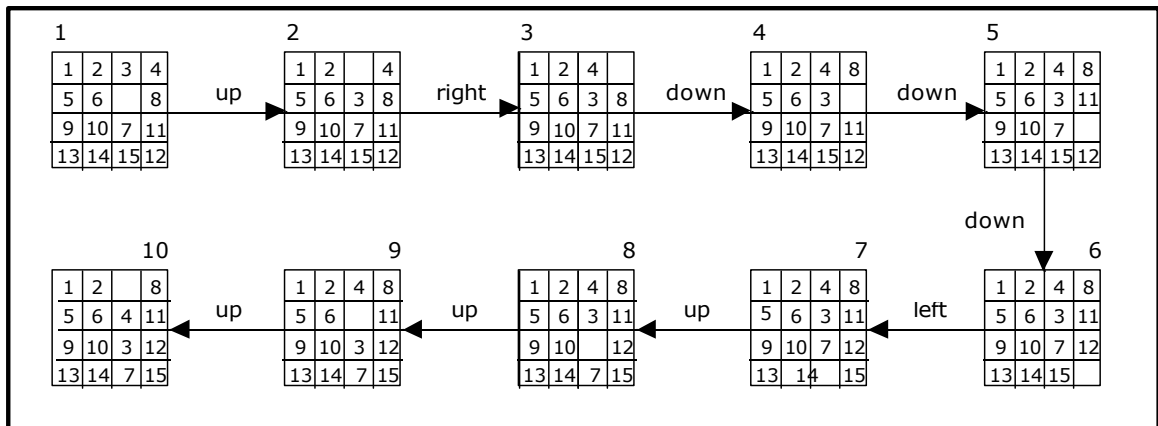 1 2 3 4 5
1 2 3 4 1 2 4 1 2 4 1 2 4 8 1 2 4 8
5 6 8 up 5 6 3 8 right 5 6 3 8 down 5 6 3 down 5 6 3 11
9 10 7 11 9 10 7 11 9 10 7 11 9 10 7 11 9 10 7
13 14 15 12 13 14 15 12 13 14 15 12 13 14 15 12 13 14 15 12
down
10 9 8 7 6
1 2 8 1 2 4 8 1 2 4 8 1 2 4 8 1 2 4 8
5 6 4 11 up 5 6 11 up 5 6 3 11 up 5 6 3 11 left 5 6 3 11
9 10 3 12 9 10 3 12 9 10 12 9 10 7 12 9 10 7 12
13 14 7 15 13 14 7 15 13 14 7 15 13 14 15 13 14 15